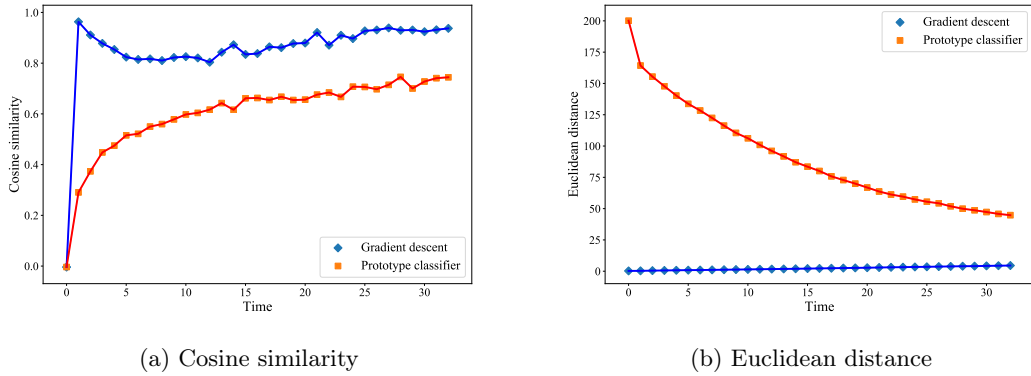 1.0
0.8
0.6
0.4
0.2
0.0
Cosine similarity
0 5 10 15 20 25 30
Time
Gradient descent
Prototype classifier
(a) Cosine similarity
200
175
150
125
100
75
50
25
0
Euclidean distance
0 5 10 15 20 25 30
Time
Gradient descent
Prototype classifier
(b) Euclidean distance